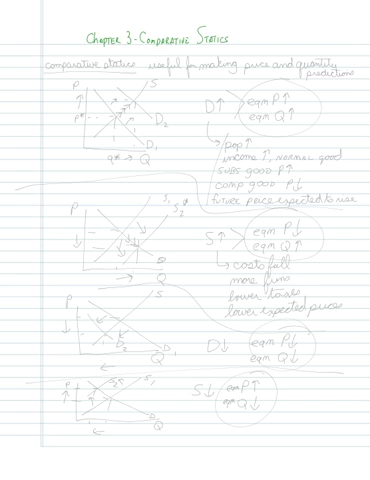 CHAPTER 3 - COMPARATIVE STATICS
comparative statics useful for making price and quantity
predictions
P ↑ S
P* D↑ > eqm P↑
eqm Q↑
D2
D1
q* → Q
↳ pop ↑
income ↑, normal good
subs good P↑
comp good P↓
future price expected to rise
P S1
S2
S↑ > eqm P↓
eqm Q↑
D
→ Q
↳ costs fall
more firms
lower taxes
lower expected price
P ↓ S
D2 D1
Q
←
D↓ > eqm P↓
eqm Q↓
P ↑ S2 S1
S↓ < eqm P↑
eqm Q↓
D
Q
←